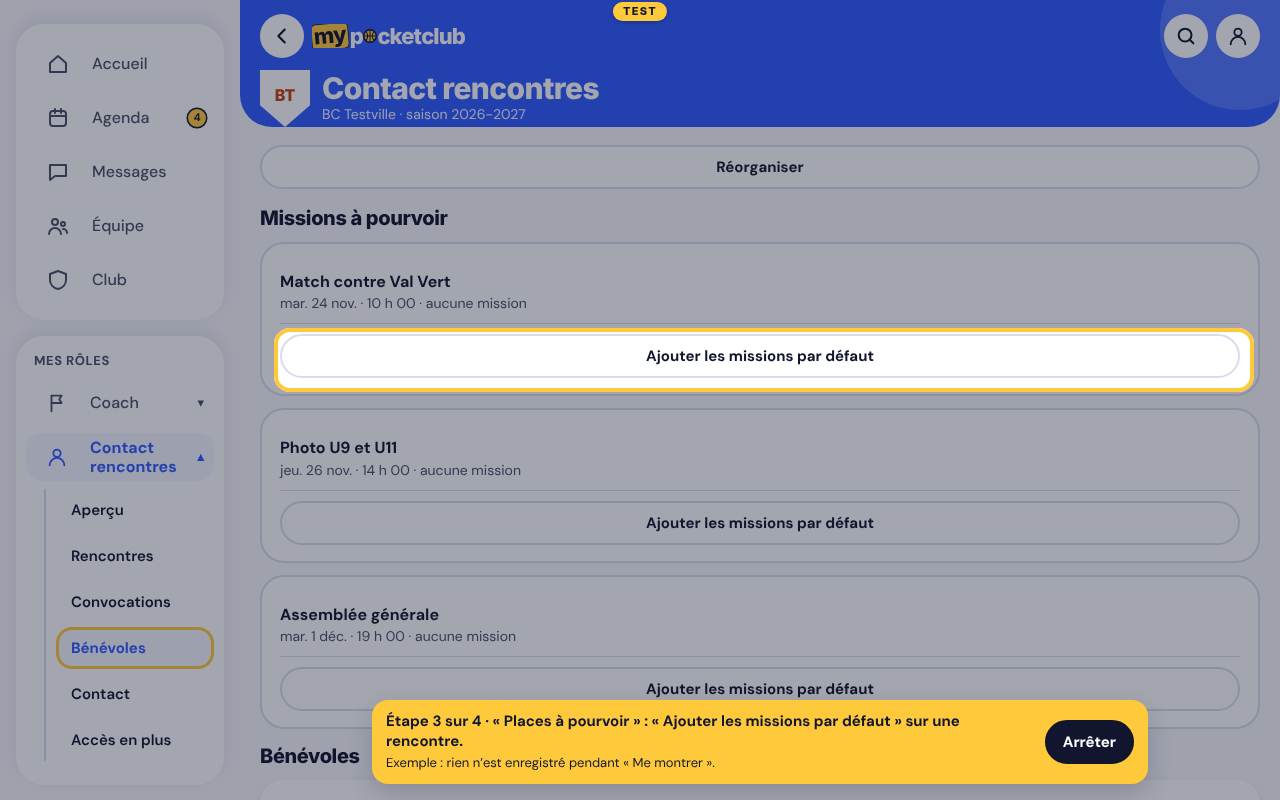 TEST
mypocketclub
BT
Contact rencontres
BC Testville · saison 2026-2027
Accueil
Agenda 4
Messages
Équipe
Club
MES RÔLES
Coach ▾
Contact
rencontres ▴
Aperçu
Rencontres
Convocations
Bénévoles
Contact
Accès en plus
Réorganiser
Missions à pourvoir
Match contre Val Vert
mar. 24 nov. · 10 h 00 · aucune mission
Ajouter les missions par défaut
Photo U9 et U11
jeu. 26 nov. · 14 h 00 · aucune mission
Ajouter les missions par défaut
Assemblée générale
mar. 1 déc. · 19 h 00 · aucune mission
Ajouter les missions par défaut
Bénévoles
Étape 3 sur 4 · « Places à pourvoir » : « Ajouter les missions par défaut » sur une
rencontre.
Exemple : rien n’est enregistré pendant « Me montrer ».
Arrêter